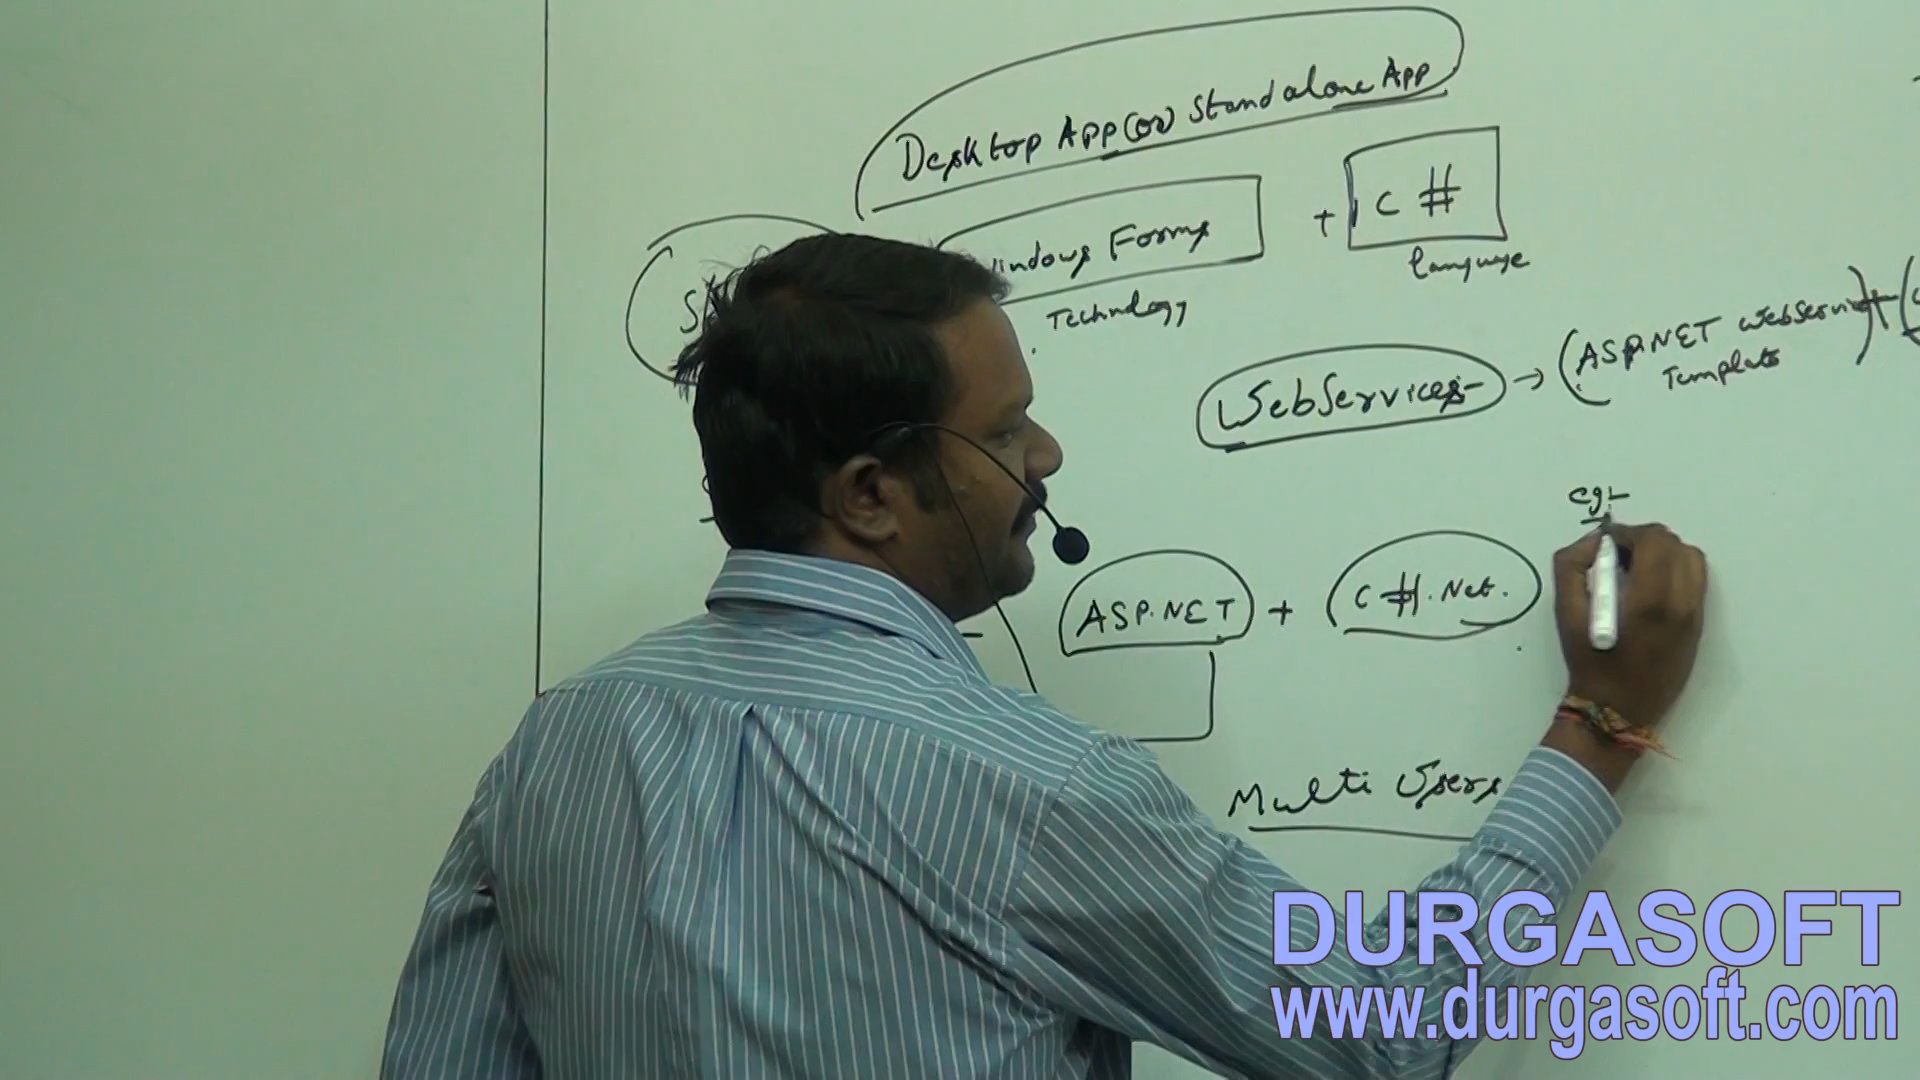 Desktop App (or) Standalone App
Windows Forms + C #
Technology
language
WebServices:- → (ASP.NET WebService) + (
Template
eg:-
ASP.NET + C#.Net.
Multi Users
DURGASOFT
www.durgasoft.com